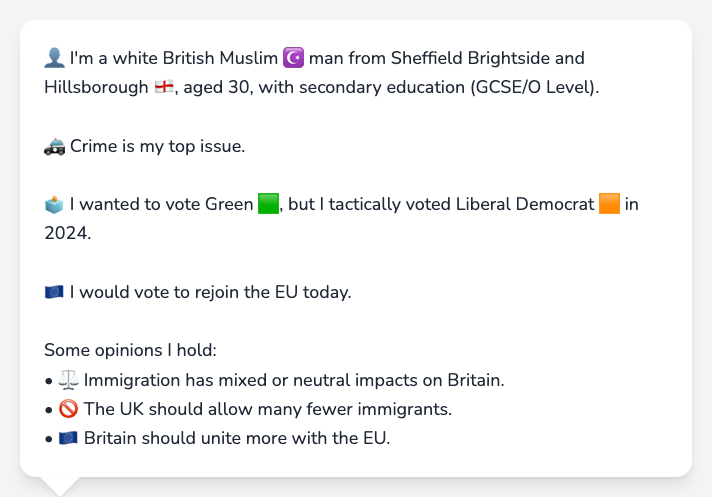 👤 I'm a white British Muslim ☪️ man from Sheffield Brightside and
Hillsborough 🏴󠁧󠁢󠁥󠁮󠁧󠁿, aged 30, with secondary education (GCSE/O Level).
🚓 Crime is my top issue.
🗳️ I wanted to vote Green 🟩, but I tactically voted Liberal Democrat 🟧 in
2024.
🇪🇺 I would vote to rejoin the EU today.
Some opinions I hold:
• ⚖️ Immigration has mixed or neutral impacts on Britain.
• 🚫 The UK should allow many fewer immigrants.
• 🇪🇺 Britain should unite more with the EU.